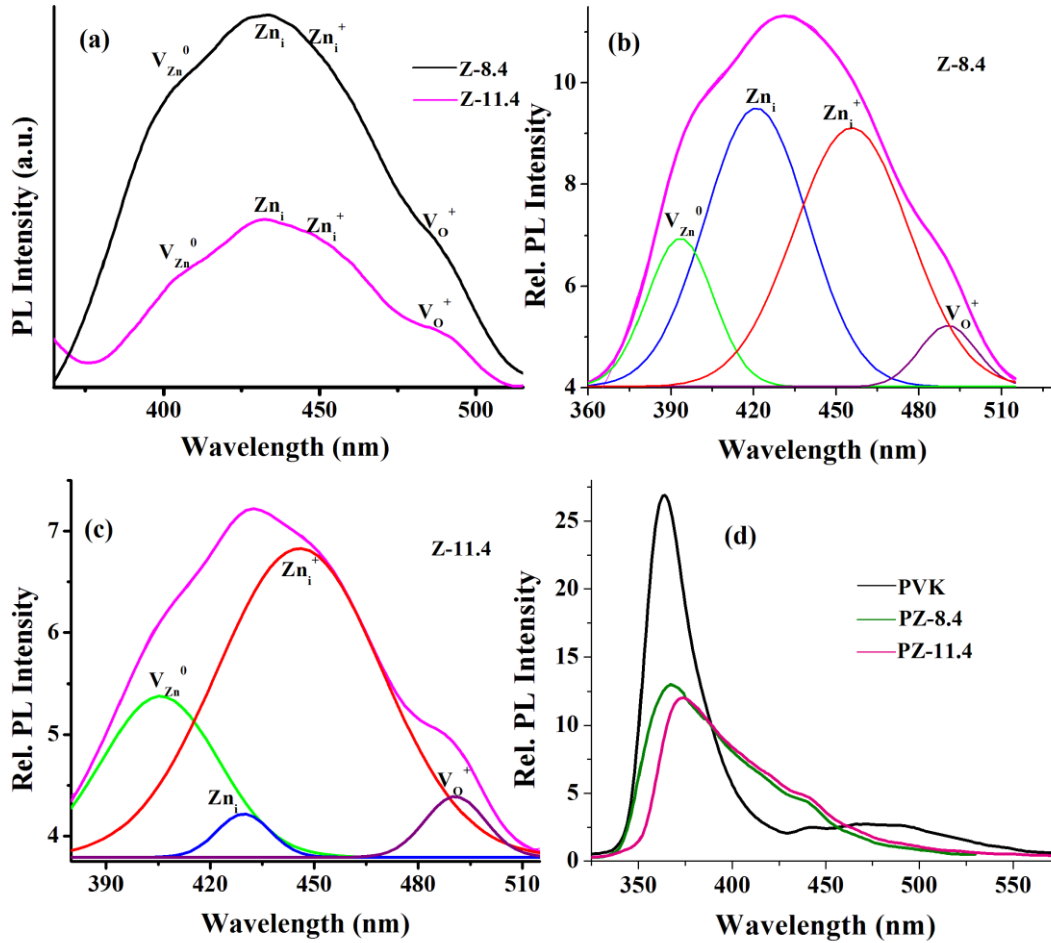 (a)
V_Zn^0
Zn_i
Zn_i^+
Z-8.4
Z-11.4
V_O^+
Zn_i
Zn_i^+
V_Zn^0
V_O^+
PL Intensity (a.u.)
400 450 500
Wavelength (nm)
(b)
Z-8.4
Zn_i
Zn_i^+
V_Zn^0
V_O^+
Rel. PL Intensity
10
8
6
4
360 390 420 450 480 510
Wavelength (nm)
(c)
Z-11.4
Zn_i^+
V_Zn^0
Zn_i
V_O^+
Rel. PL Intensity
7
6
5
4
390 420 450 480 510
Wavelength (nm)
(d)
PVK
PZ-8.4
PZ-11.4
Rel. PL Intensity
25
20
15
10
5
0
350 400 450 500 550
Wavelength (nm)